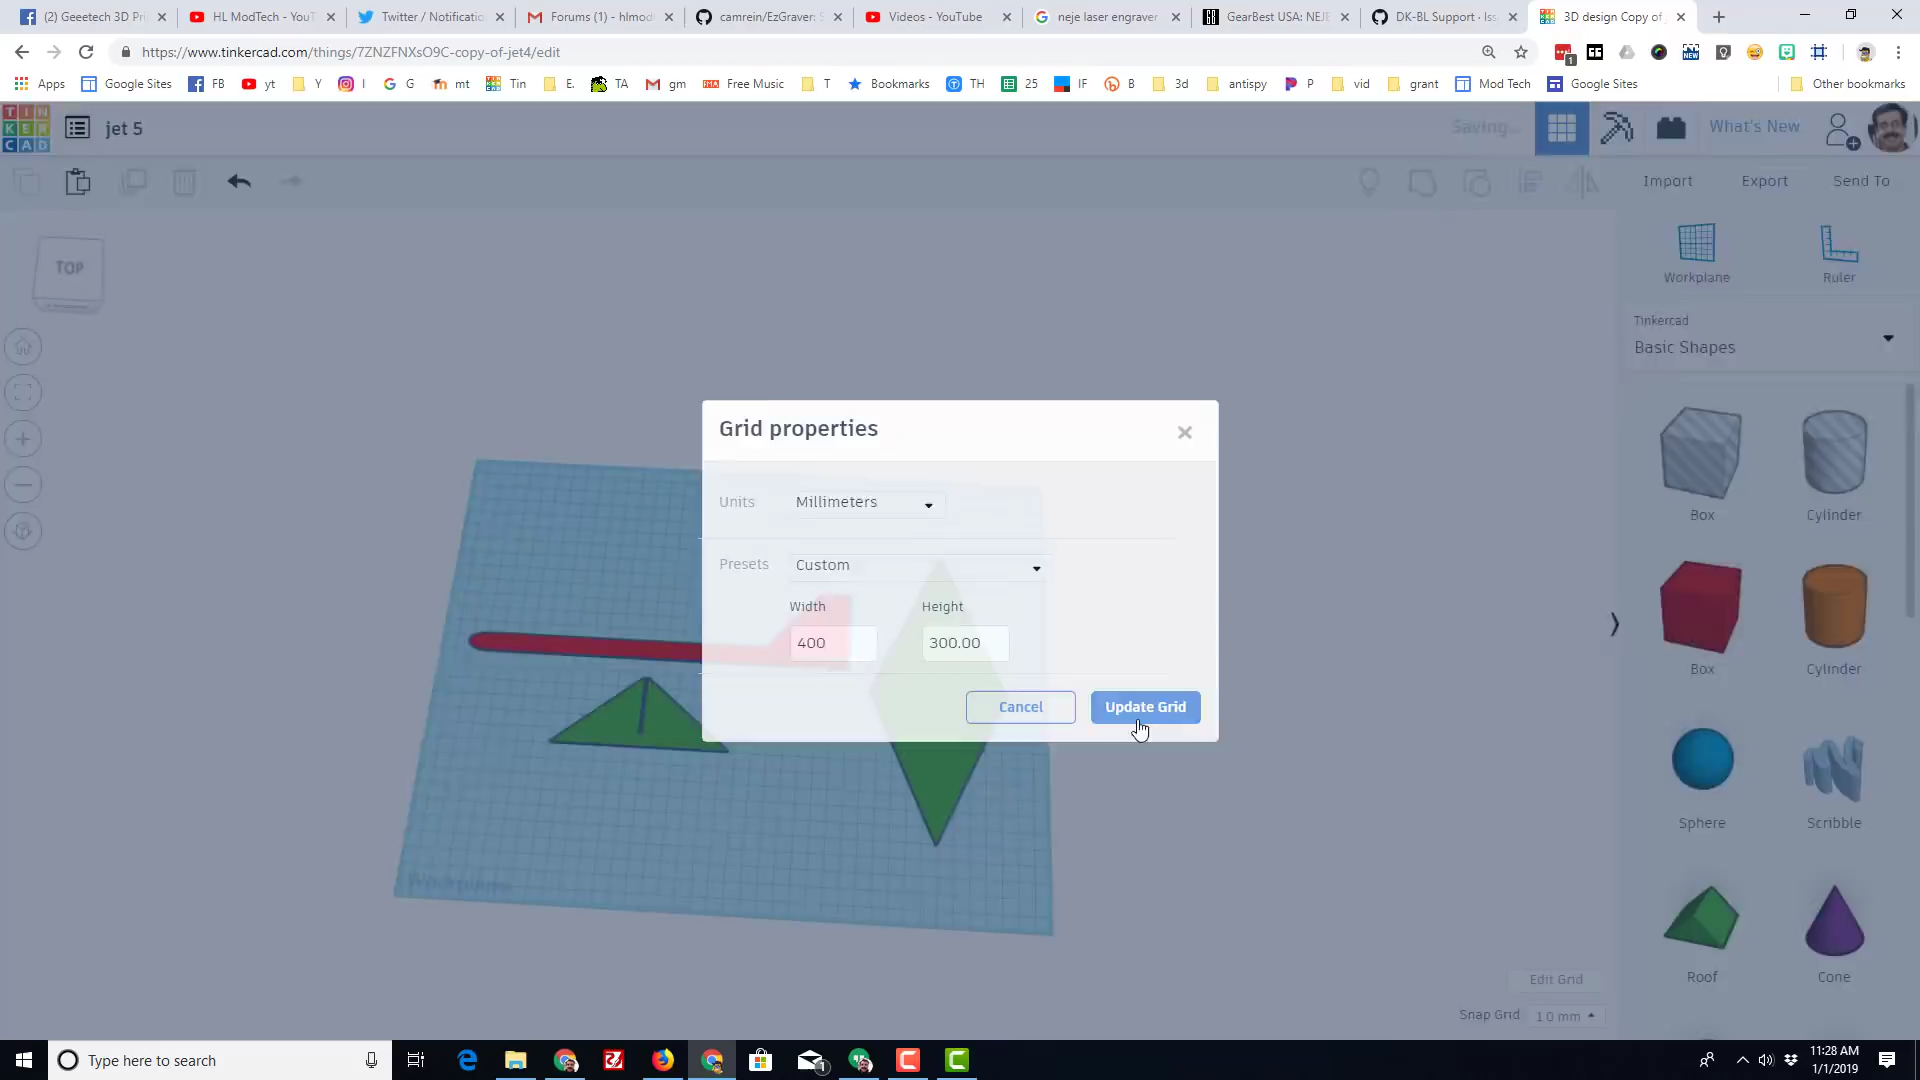 (2) Geeetech 3D Pri
HL ModTech - YouT
Twitter / Notificatio
Forums (1) - hlmod
camrein/EzGraver: S
Videos - YouTube
neje laser engraver
GearBest USA: NEJE
DK-BL Support · Iss
3D design Copy of
https://www.tinkercad.com/things/7ZNZFNXsO9C-copy-of-jet4/edit
Apps
Google Sites
FB
yt
Y
I
G
mt
Tin
E.
TA
gm
Free Music
T
Bookmarks
TH
25
IF
B
3d
antispy
P
vid
grant
Mod Tech
Google Sites
Other bookmarks
TIN
KER
CAD
jet 5
Saving...
What's New
Import
Export
Send To
TOP
Workplane
Ruler
Tinkercad
Basic Shapes
Grid properties
Units
Millimeters
Presets
Custom
Width
Height
400
300.00
Cancel
Update Grid
Workplane
Box
Cylinder
Box
Cylinder
Sphere
Scribble
Roof
Cone
Edit Grid
Snap Grid
1.0 mm
Type here to search
1
11:28 AM
1/1/2019